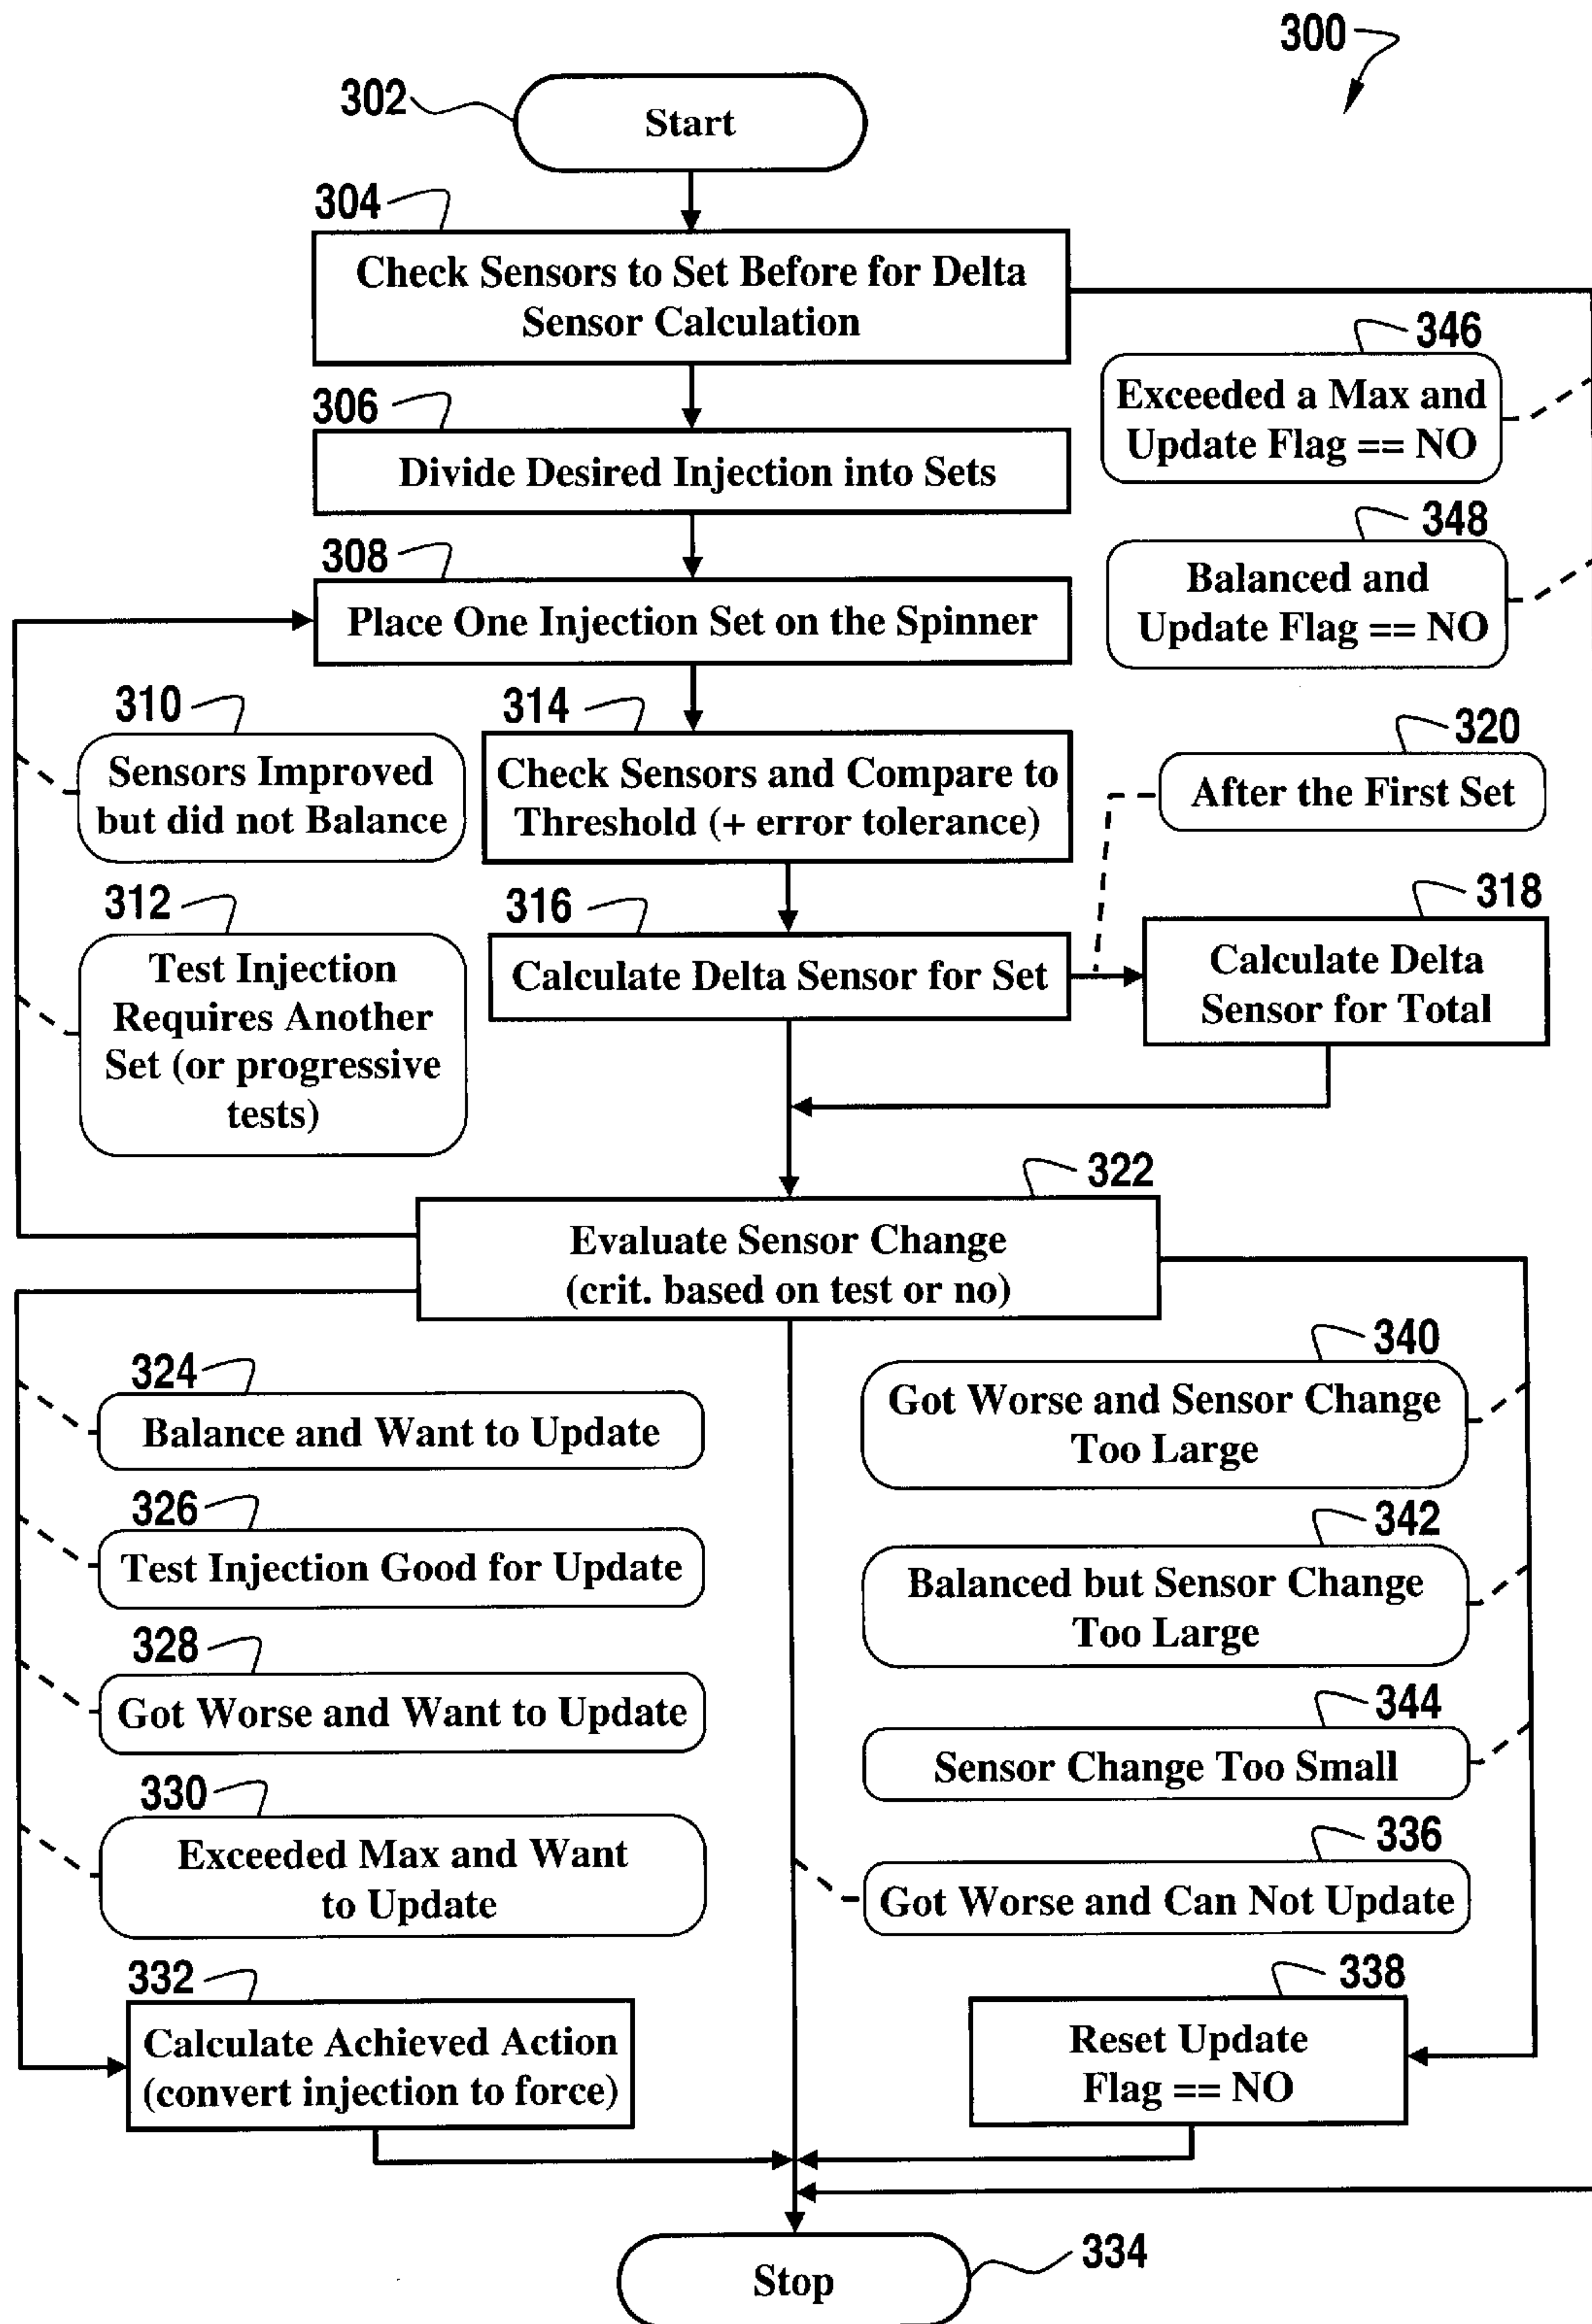 300
302
Start
304
Check Sensors to Set Before for Delta
Sensor Calculation
346
Exceeded a Max and
Update Flag == NO
306
Divide Desired Injection into Sets
348
Balanced and
Update Flag == NO
308
Place One Injection Set on the Spinner
310
Sensors Improved
but did not Balance
314
Check Sensors and Compare to
Threshold (+ error tolerance)
320
After the First Set
312
Test Injection
Requires Another
Set (or progressive
tests)
316
Calculate Delta Sensor for Set
318
Calculate Delta
Sensor for Total
322
Evaluate Sensor Change
(crit. based on test or no)
324
Balance and Want to Update
326
Test Injection Good for Update
328
Got Worse and Want to Update
330
Exceeded Max and Want
to Update
332
Calculate Achieved Action
(convert injection to force)
340
Got Worse and Sensor Change
Too Large
342
Balanced but Sensor Change
Too Large
344
Sensor Change Too Small
336
Got Worse and Can Not Update
338
Reset Update
Flag == NO
334
Stop